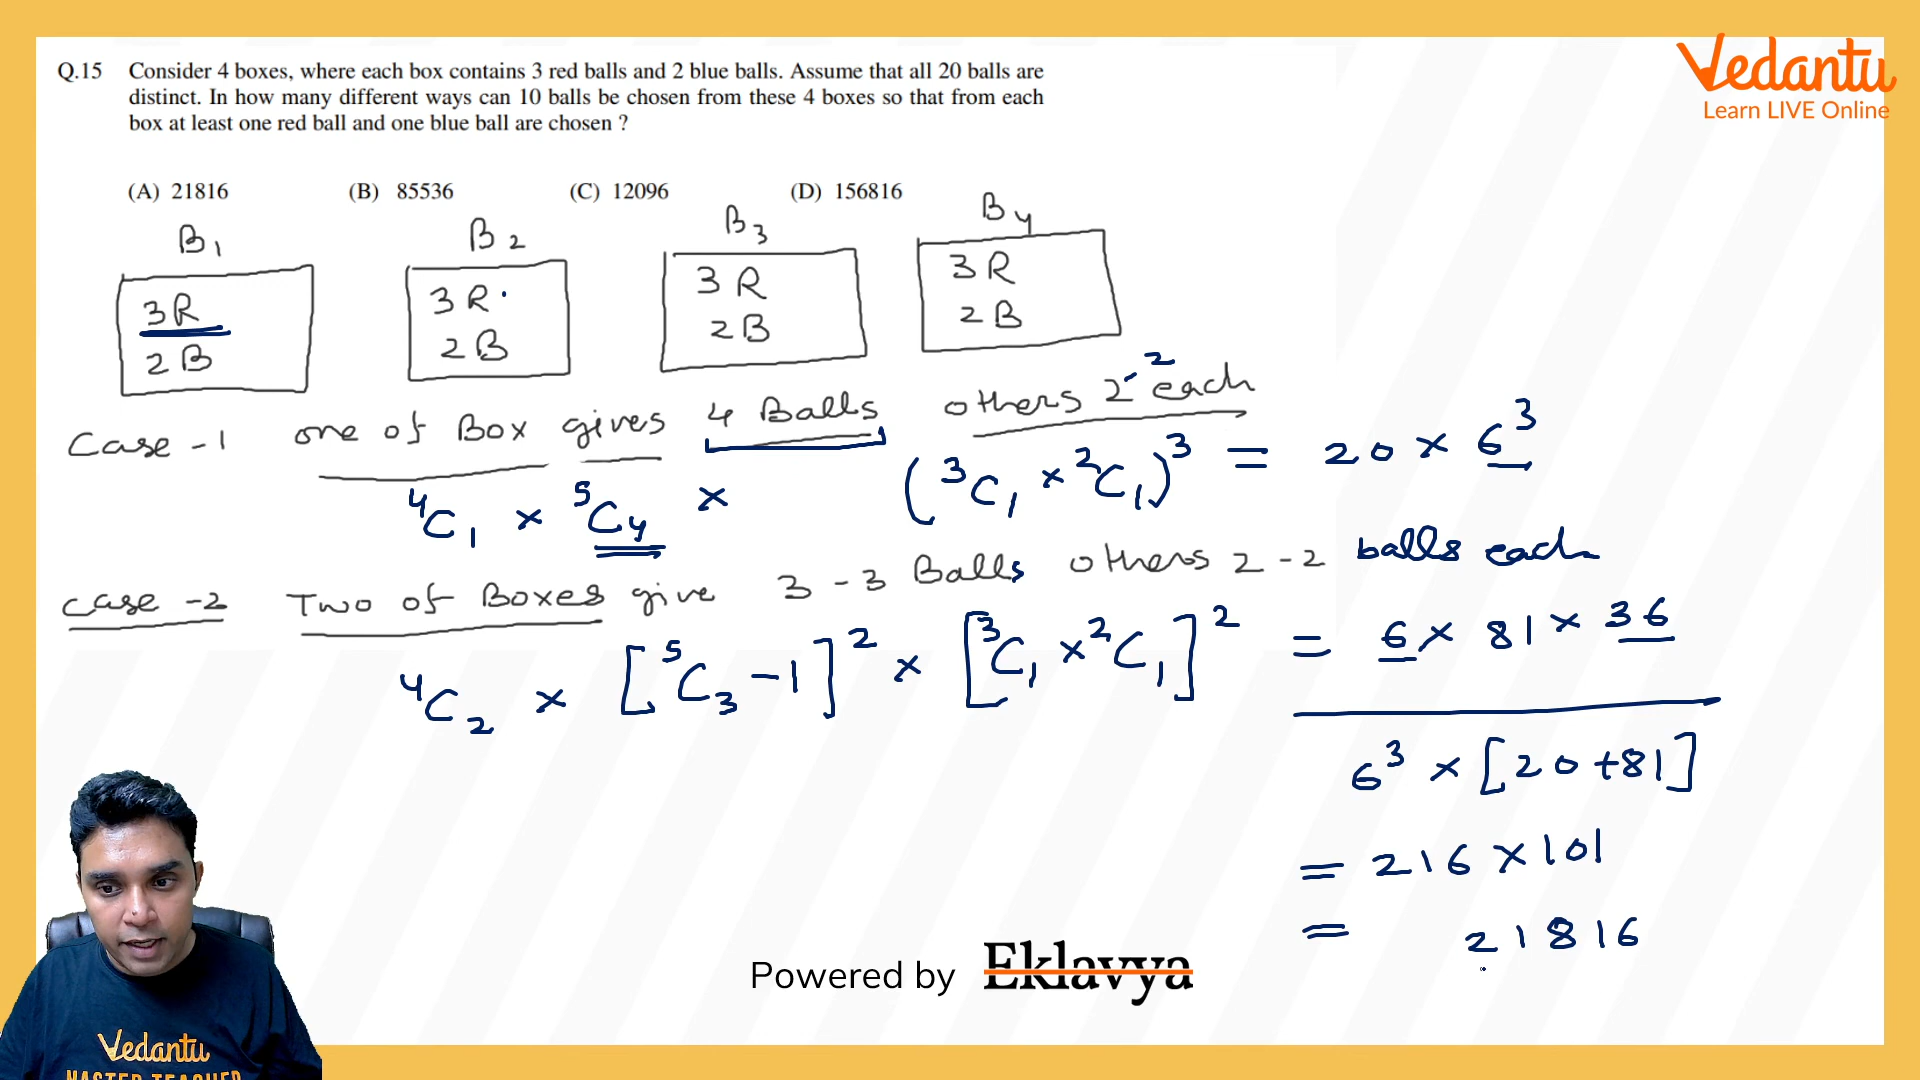 Vedantu
Learn LIVE Online
Q.15 Consider 4 boxes, where each box contains 3 red balls and 2 blue balls. Assume that all 20 balls are
distinct. In how many different ways can 10 balls be chosen from these 4 boxes so that from each
box at least one red ball and one blue ball are chosen ?
(A) 21816 (B) 85536 (C) 12096 (D) 156816
B₁ B₂ B₃ B₄
3R 3R 3R 3R
2B 2B 2B 2B
Case-1 one of Box gives 4 Balls others 2-2 each
⁴C₁ × ⁵C₄ × (³C₁ × ²C₁)³ = 20 × 6³
case-2 Two of Boxes give 3-3 Balls others 2-2 balls each
⁴C₂ × [⁵C₃ - 1]² × [³C₁ × ²C₁]² = 6 × 81 × 36
6³ × [20+81]
= 216 × 101
= 21816
Powered by Eklavya
Vedantu
MASTER TEACHER